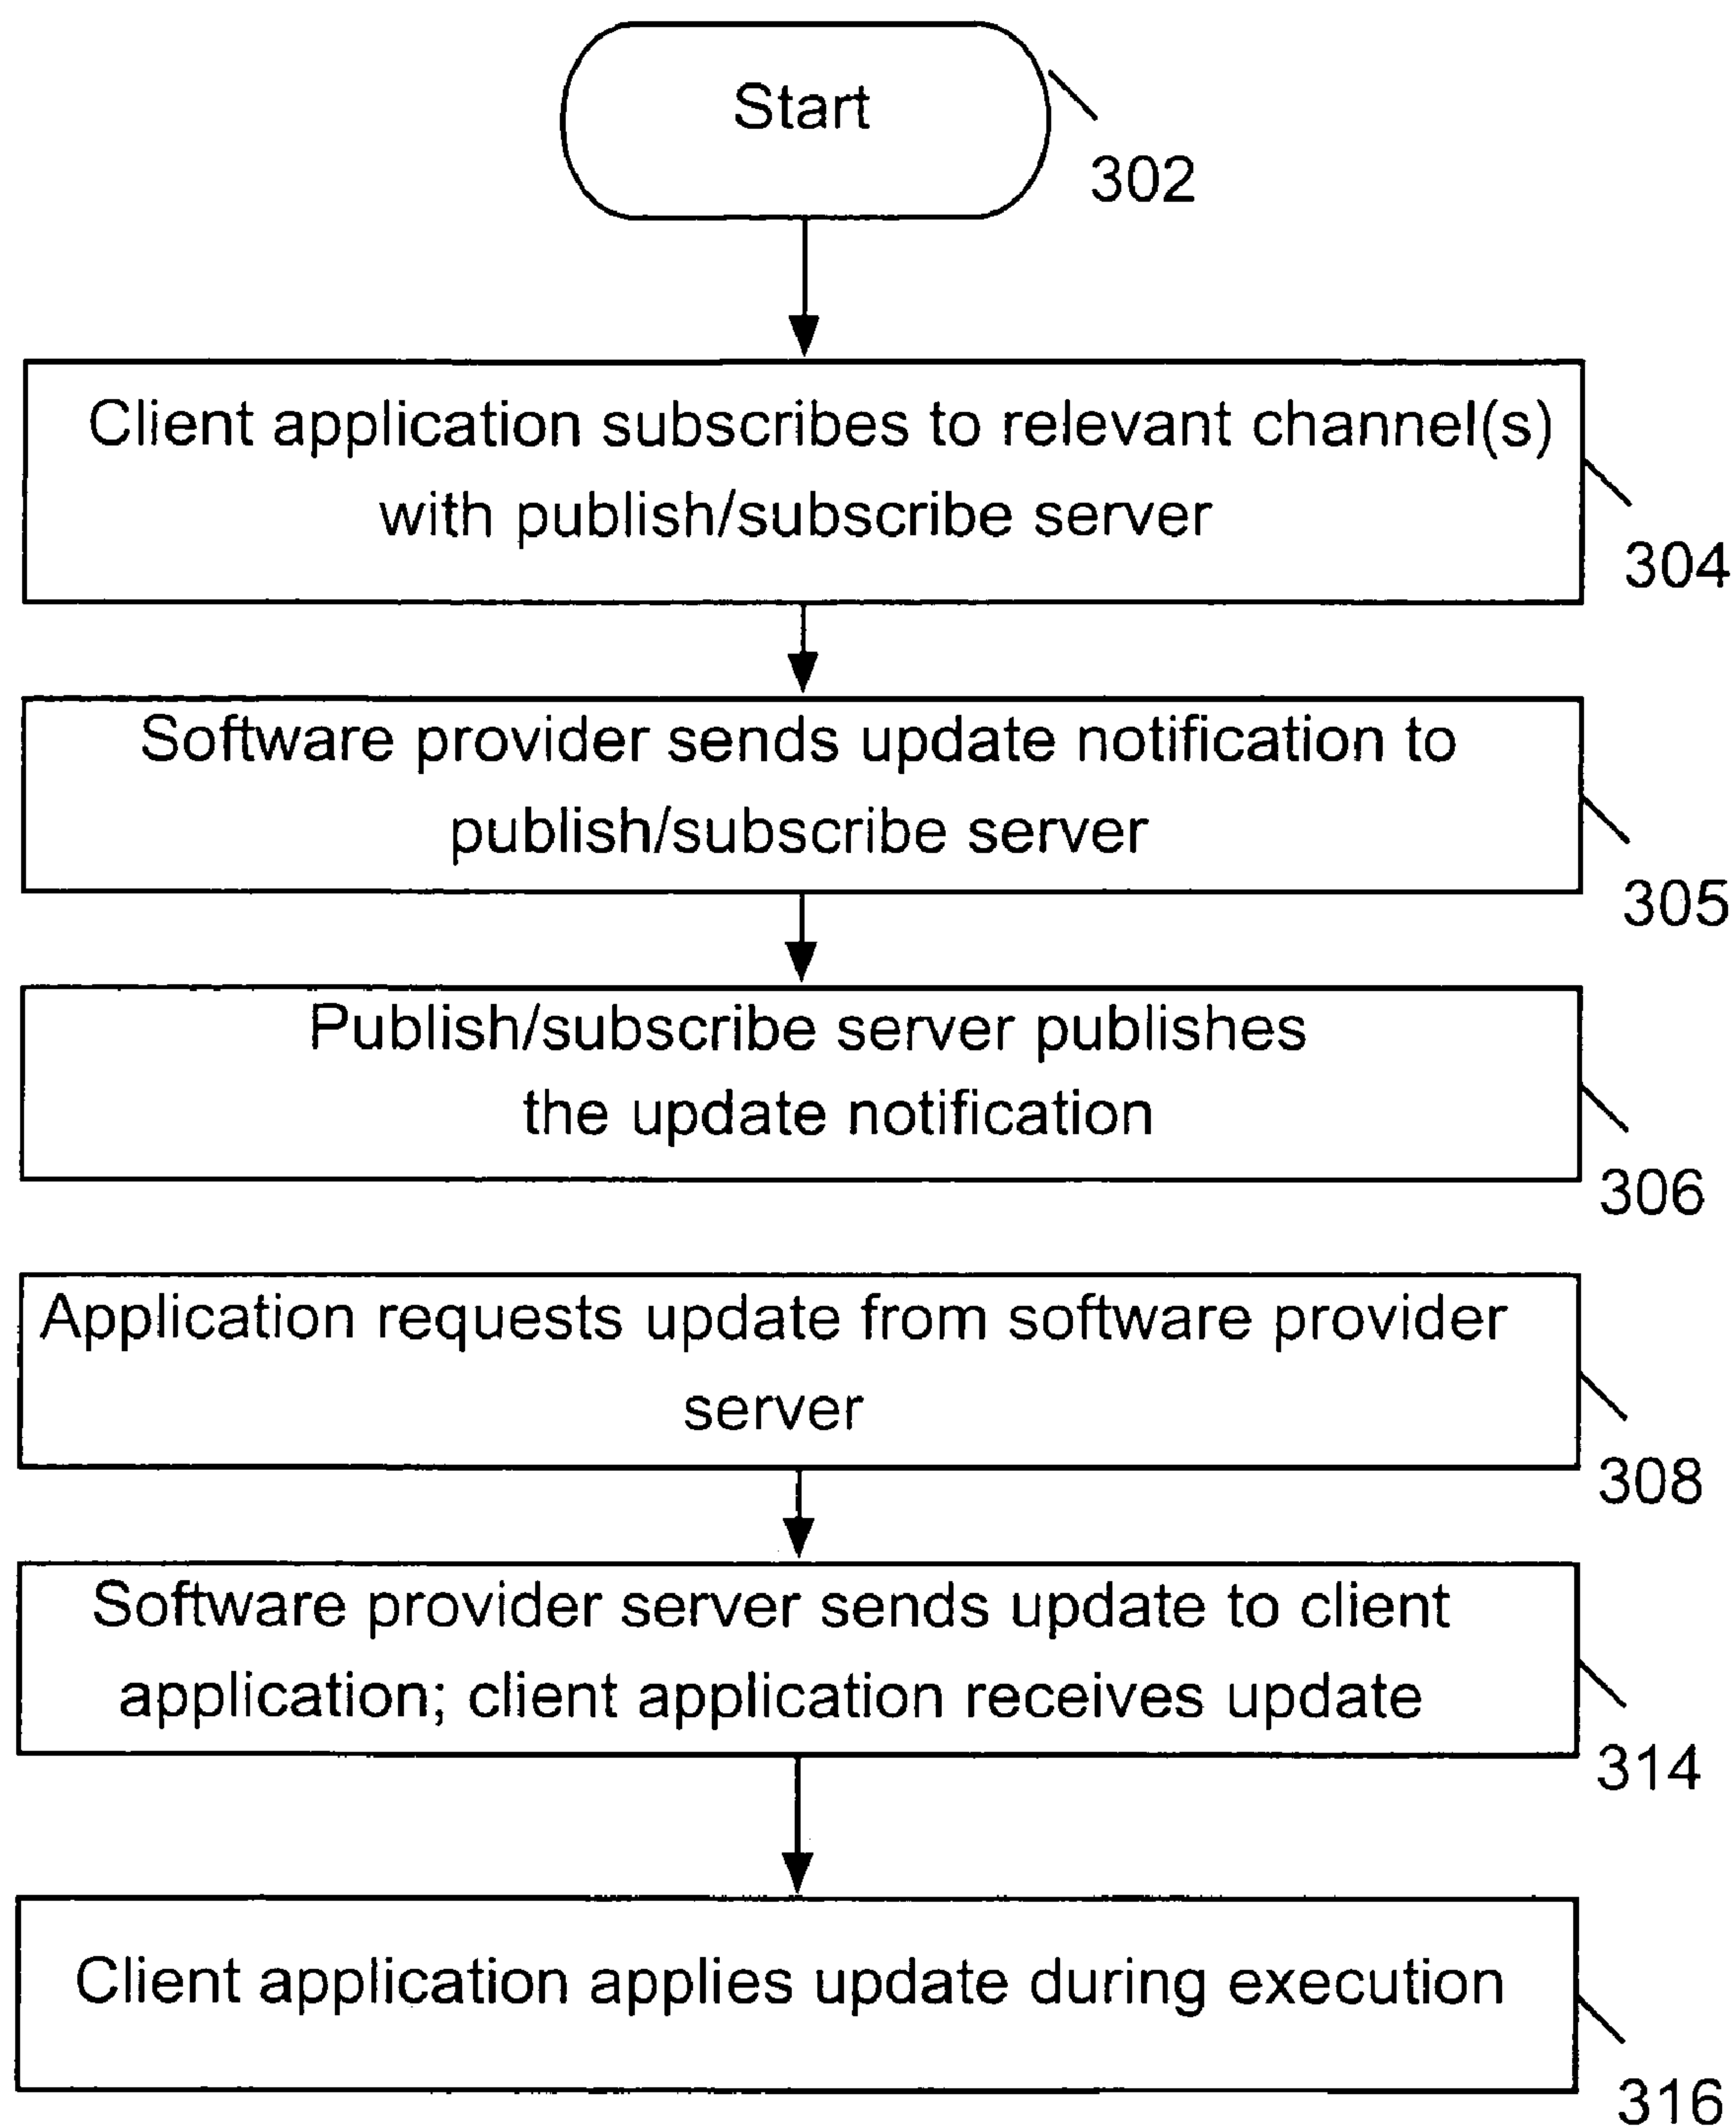 Start
302
Client application subscribes to relevant channel(s)
with publish/subscribe server
304
Software provider sends update notification to
publish/subscribe server
305
Publish/subscribe server publishes
the update notification
306
Application requests update from software provider
server
308
Software provider server sends update to client
application; client application receives update
314
Client application applies update during execution
316